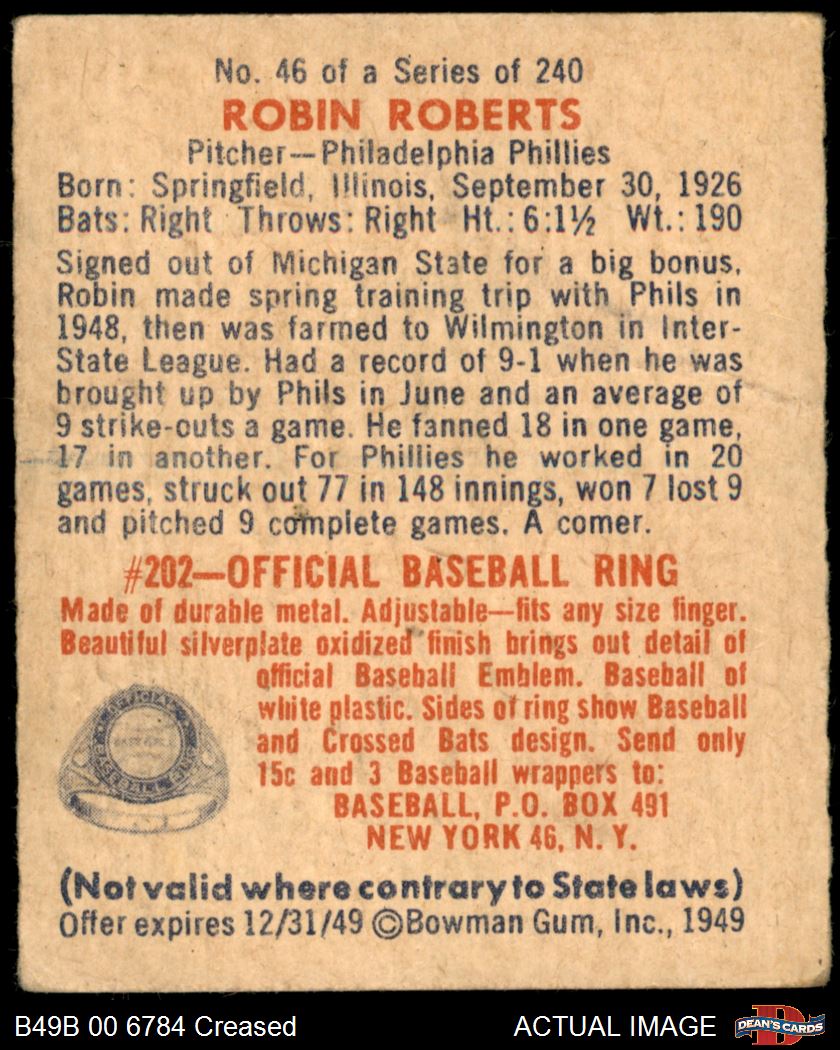 No. 46 of a Series of 240
ROBIN ROBERTS
Pitcher—Philadelphia Phillies
Born: Springfield, Illinois, September 30, 1926
Bats: Right Throws: Right Ht.: 6:1½ Wt.: 190
Signed out of Michigan State for a big bonus,
Robin made spring training trip with Phils in
1948, then was farmed to Wilmington in Inter-
State League. Had a record of 9-1 when he was
brought up by Phils in June and an average of
9 strike-outs a game. He fanned 18 in one game,
17 in another. For Phillies he worked in 20
games, struck out 77 in 148 innings, won 7 lost 9
and pitched 9 complete games. A comer.
#202—OFFICIAL BASEBALL RING
Made of durable metal. Adjustable—fits any size finger.
Beautiful silverplate oxidized finish brings out detail of
official Baseball Emblem. Baseball of
white plastic. Sides of ring show Baseball
and Crossed Bats design. Send only
15c and 3 Baseball wrappers to:
BASEBALL, P.O. BOX 491
NEW YORK 46, N. Y.
OFFICIAL
BASEBALL RING
(Not valid where contrary to State laws)
Offer expires 12/31/49 ©Bowman Gum, Inc., 1949
B49B 00 6784 Creased
ACTUAL IMAGE
DEAN'S CARDS